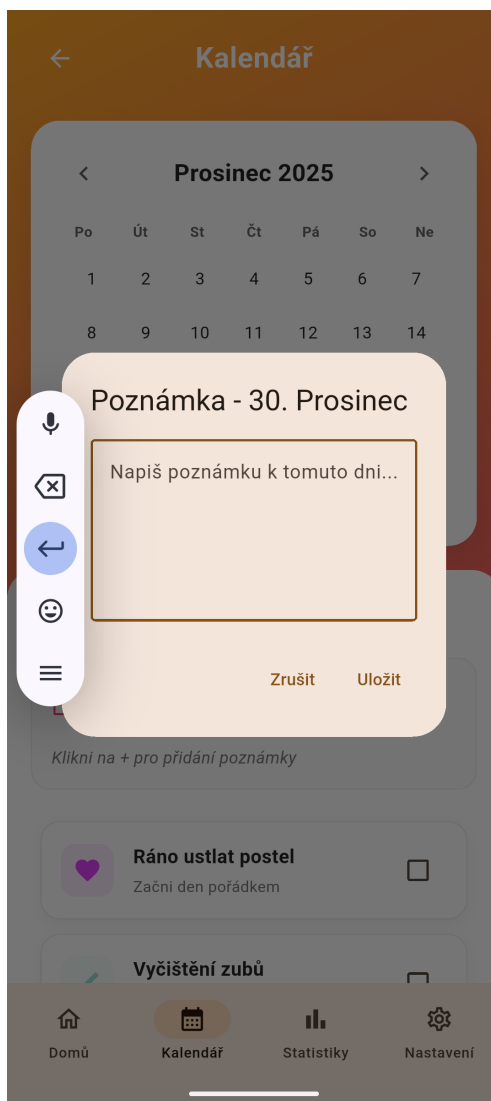 Kalendář
Prosinec 2025
Po Út St Čt Pá So Ne
1 2 3 4 5 6 7
8 9 10 11 12 13 14
Poznámka - 30. Prosinec
Napiš poznámku k tomuto dni...
Zrušit Uložit
Klikni na + pro přidání poznámky
Ráno ustlat postel
Začni den pořádkem
Vyčištění zubů
Domů Kalendář Statistiky Nastavení